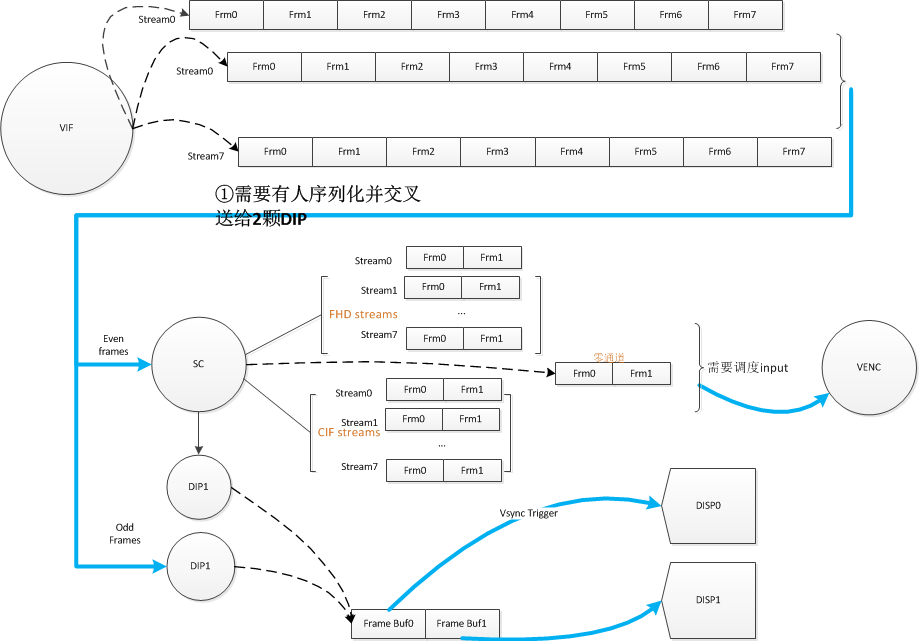 Stream0
Frm0 Frm1 Frm2 Frm3 Frm4 Frm5 Frm6 Frm7
Stream0
Frm0 Frm1 Frm2 Frm3 Frm4 Frm5 Frm6 Frm7
VIF
Stream7
Frm0 Frm1 Frm2 Frm3 Frm4 Frm5 Frm6 Frm7
①需要有人序列化并交叉
送给2颗DIP
Stream0
Frm0 Frm1
Stream1
Frm0 Frm1
FHD streams
...
Stream7
Frm0 Frm1
Even
frames
SC
零通道
Frm0 Frm1
需要调度input
VENC
Stream0
Frm0 Frm1
Stream1
Frm0 Frm1
CIF streams
...
Stream7
Frm0 Frm1
DIP1
Vsync Trigger
DISP0
Odd
Frames
DIP1
DISP1
Frame Buf0 Frame Buf1